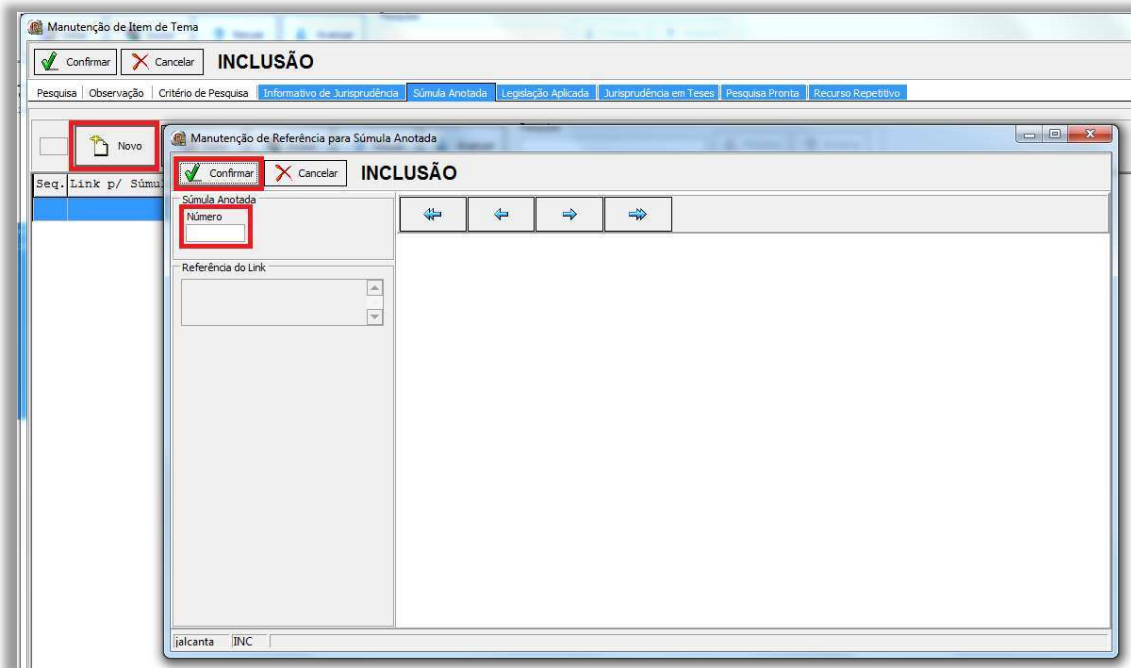 Manutenção de Item de Tema
Confirmar Cancelar INCLUSÃO
Pesquisa Observação Critério de Pesquisa Informativo de Jurisprudência Súmula Anotada Legislação Aplicada Jurisprudência em Teses Pesquisa Pronta Recurso Repetitivo
Novo
Seq. Link p/ Súmu
Manutenção de Referência para Súmula Anotada
Confirmar Cancelar INCLUSÃO
Súmula Anotada
Número
Referência do Link
jalcanta INC